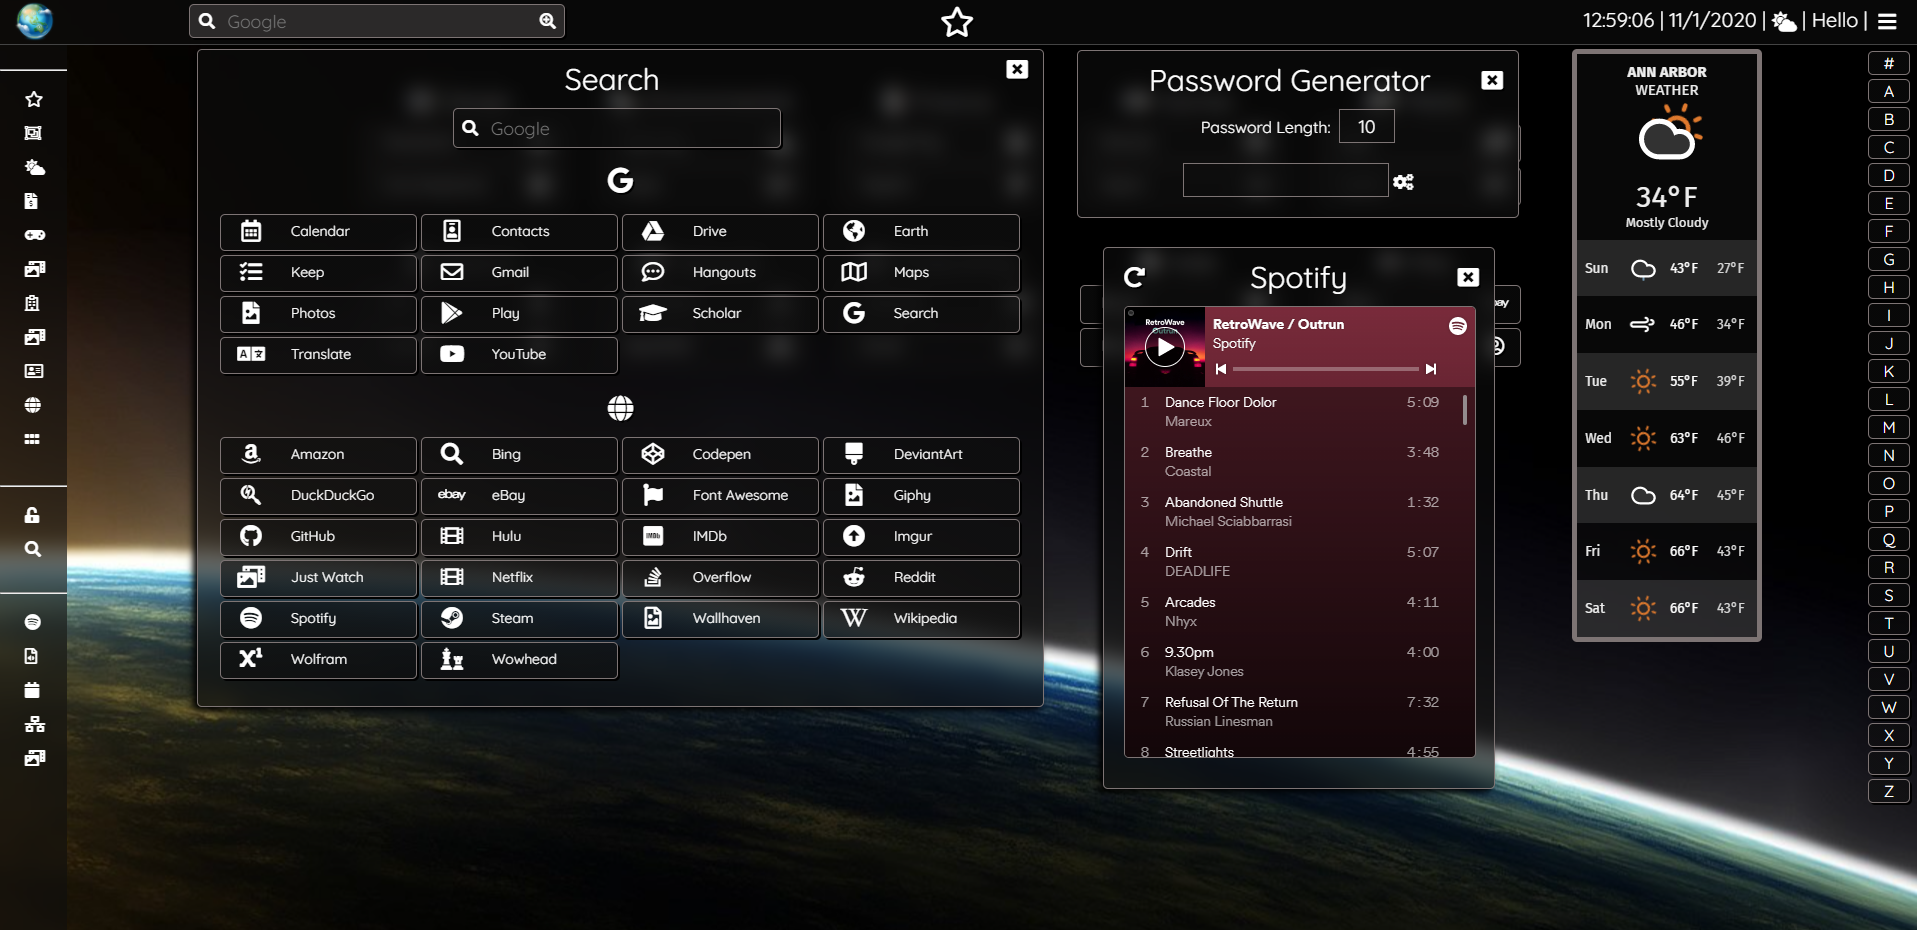 Google
12:59:06 | 11/1/2020 | | Hello |
Search
Google
Calendar
Contacts
Drive
Earth
Keep
Gmail
Hangouts
Maps
Photos
Play
Scholar
Search
Translate
YouTube
Amazon
Bing
Codepen
DeviantArt
DuckDuckGo
ebay
eBay
Font Awesome
Giphy
GitHub
Hulu
IMDb
IMDb
Imgur
Just Watch
Netflix
Overflow
Reddit
Spotify
Steam
Wallhaven
Wikipedia
Wolfram
Wowhead
Password Generator
Password Length: 10
Spotify
RetroWave
Outrun
RetroWave / Outrun
Spotify
1 Dance Floor Dolor 5:09
Mareux
2 Breathe 3:48
Coastal
3 Abandoned Shuttle 1:32
Michael Sciabbarrasi
4 Drift 5:07
DEADLIFE
5 Arcades 4:11
Nhyx
6 9.30pm 4:00
Klasey Jones
7 Refusal Of The Return 7:32
Russian Linesman
8 Streetlights 4:55
ANN ARBOR
WEATHER
34°F
Mostly Cloudy
Sun 43°F 27°F
Mon 46°F 34°F
Tue 55°F 39°F
Wed 63°F 46°F
Thu 64°F 45°F
Fri 66°F 43°F
Sat 66°F 43°F
#
A
B
C
D
E
F
G
H
I
J
K
L
M
N
O
P
Q
R
S
T
U
V
W
X
Y
Z